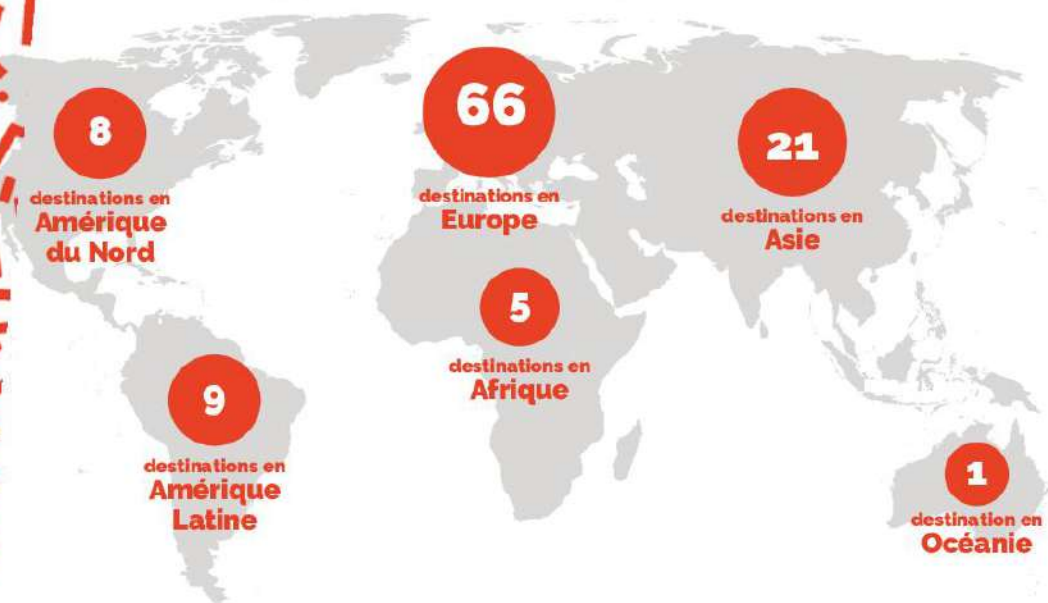 8
destinations en
Amérique
du Nord
66
destinations en
Europe
21
destinations en
Asie
5
destinations en
Afrique
9
destinations en
Amérique
Latine
1
destination en
Océanie